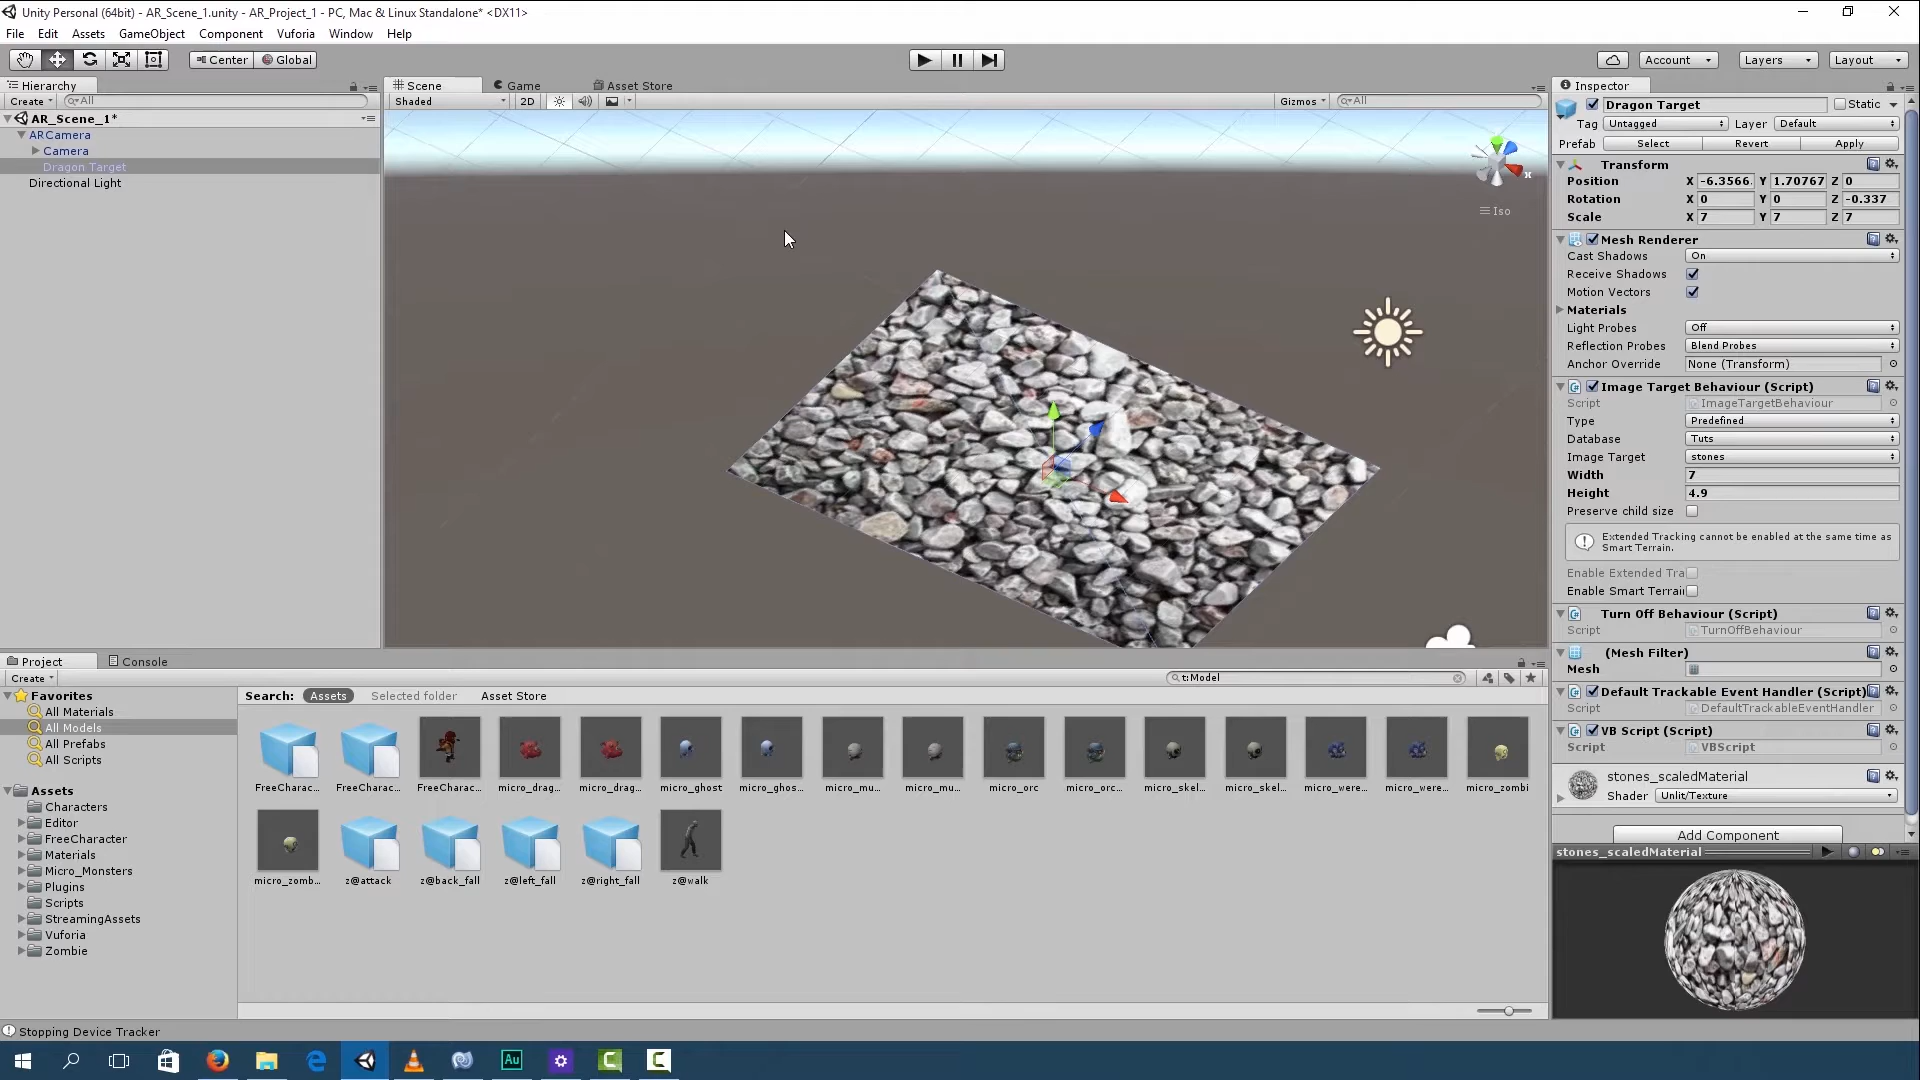 Unity Personal (64bit) - AR_Scene_1.unity - AR_Project_1 - PC, Mac & Linux Standalone* <DX11>
File Edit Assets GameObject Component Vuforia Window Help
Center Global Account Layers Layout
Hierarchy
Create All
AR_Scene_1*
ARCamera
Camera
Dragon Target
Directional Light
Scene Game Asset Store
Shaded 2D Gizmos All
x
Iso
Inspector
Dragon Target Static
Tag Untagged Layer Default
Prefab Select Revert Apply
Transform
Position X -6.3566 Y 1.70767 Z 0
Rotation X 0 Y 0 Z -0.337
Scale X 7 Y 7 Z 7
Mesh Renderer
Cast Shadows On
Receive Shadows
Motion Vectors
Materials
Light Probes Off
Reflection Probes Blend Probes
Anchor Override None (Transform)
Image Target Behaviour (Script)
Script ImageTargetBehaviour
Type Predefined
Database Tuts
Image Target stones
Width 7
Height 4.9
Preserve child size
Extended Tracking cannot be enabled at the same time as
Smart Terrain.
Enable Extended Tra
Enable Smart Terrai
Turn Off Behaviour (Script)
Script TurnOffBehaviour
(Mesh Filter)
Mesh
Default Trackable Event Handler (Script)
Script DefaultTrackableEventHandler
VB Script (Script)
Script VBScript
stones_scaledMaterial
Shader Unlit/Texture
Add Component
stones_scaledMaterial
Project Console
Create t:Model
Favorites
All Materials
All Models
All Prefabs
All Scripts
Assets
Characters
Editor
FreeCharacter
Materials
Micro_Monsters
Plugins
Scripts
StreamingAssets
Vuforia
Zombie
Search: Assets Selected folder Asset Store
FreeCharac... FreeCharac... FreeCharac... micro_drag... micro_drag... micro_ghost micro_ghos... micro_mu... micro_mu... micro_orc micro_orc... micro_skel... micro_skel... micro_were... micro_were... micro_zombi
micro_zomb... z@attack z@back_fall z@left_fall z@right_fall z@walk
Stopping Device Tracker
Au